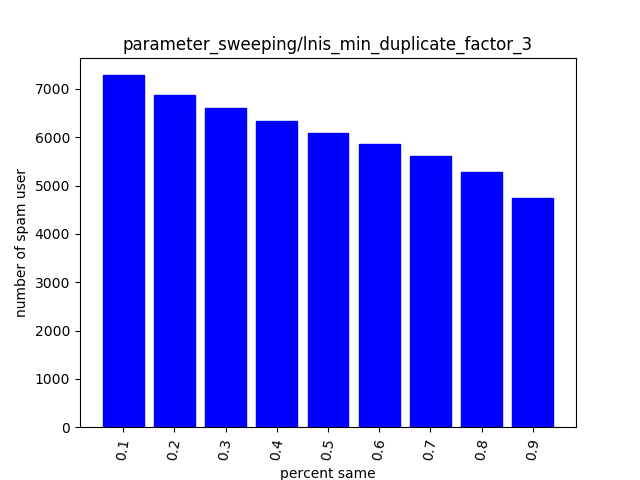 parameter_sweeping/lnis_min_duplicate_factor_3
number of spam user
7000
6000
5000
4000
3000
2000
1000
0
0.1 0.2 0.3 0.4 0.5 0.6 0.7 0.8 0.9
percent same